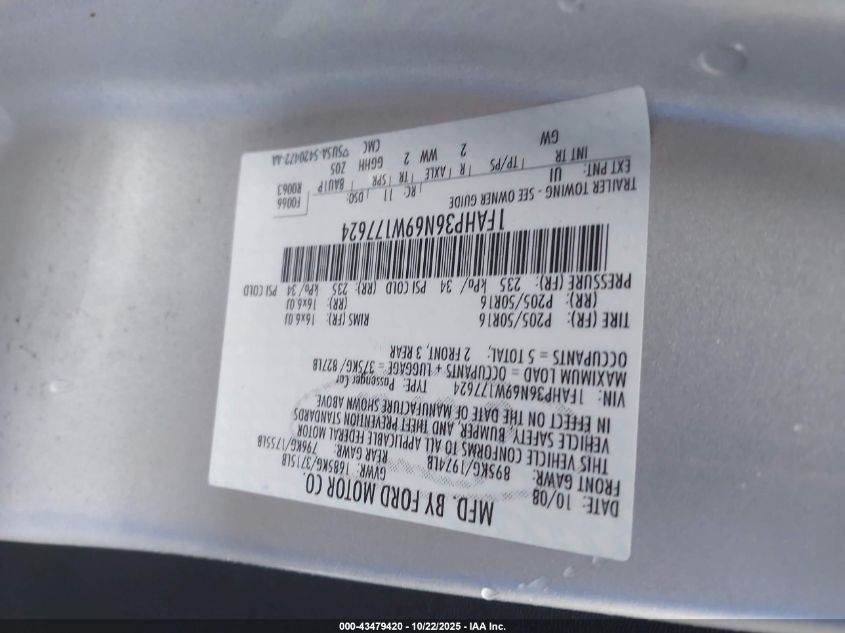 MFD. BY FORD MOTOR CO.
DATE: 10/08 GVWR: 1685KG/3715LB
FRONT GAWR: 895KG/1974LB REAR GAWR: 796KG/1755LB
THIS VEHICLE CONFORMS TO ALL APPLICABLE FEDERAL MOTOR
VEHICLE SAFETY, BUMPER, AND THEFT PREVENTION STANDARDS
IN EFFECT ON THE DATE OF MANUFACTURE SHOWN ABOVE
VIN: 1FAHP36N69W177624 TYPE: Passenger Car
MAXIMUM LOAD = OCCUPANTS + LUGGAGE = 375KG/827LB
OCCUPANTS = 5 TOTAL; 2 FRONT, 3 REAR
TIRE (FR): P205/50R16 RIMS (FR): 16x6.0J
(RR): P205/50R16 (RR): 16x6.0J
PRESSURE (FR): 235 kPa/34 PSI COLD (RR): 235 kPa/34 PSI COLD
1FAHP36N69W177624
TRAILER TOWING - SEE OWNER GUIDE F0066
RC: 11 DSO: R0063
EXT PNT: UI
INT TR TP/PS R AXLE TR SPR BAU1P
GW 2 WW 2 6GHH Z05
CMC ▽5U5A-5420472-AA
000-43479420 - 10/22/2025 - IAA Inc.